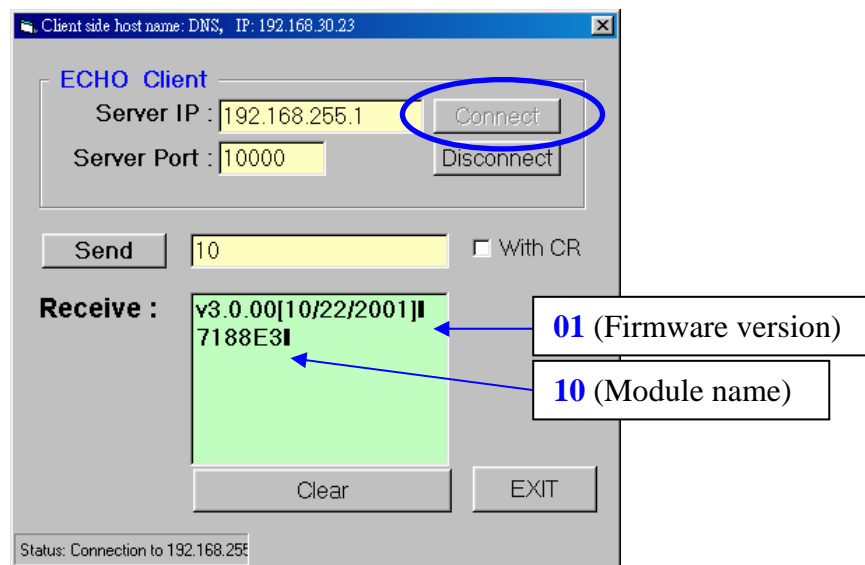 Client side host name: DNS, IP: 192.168.30.23
ECHO Client
Server IP : 192.168.255.1 Connect
Server Port : 10000 Disconnect
Send 10 With CR
Receive : v3.0.00[10/22/2001]
7188E3
01 (Firmware version)
10 (Module name)
Clear EXIT
Status: Connection to 192.168.255